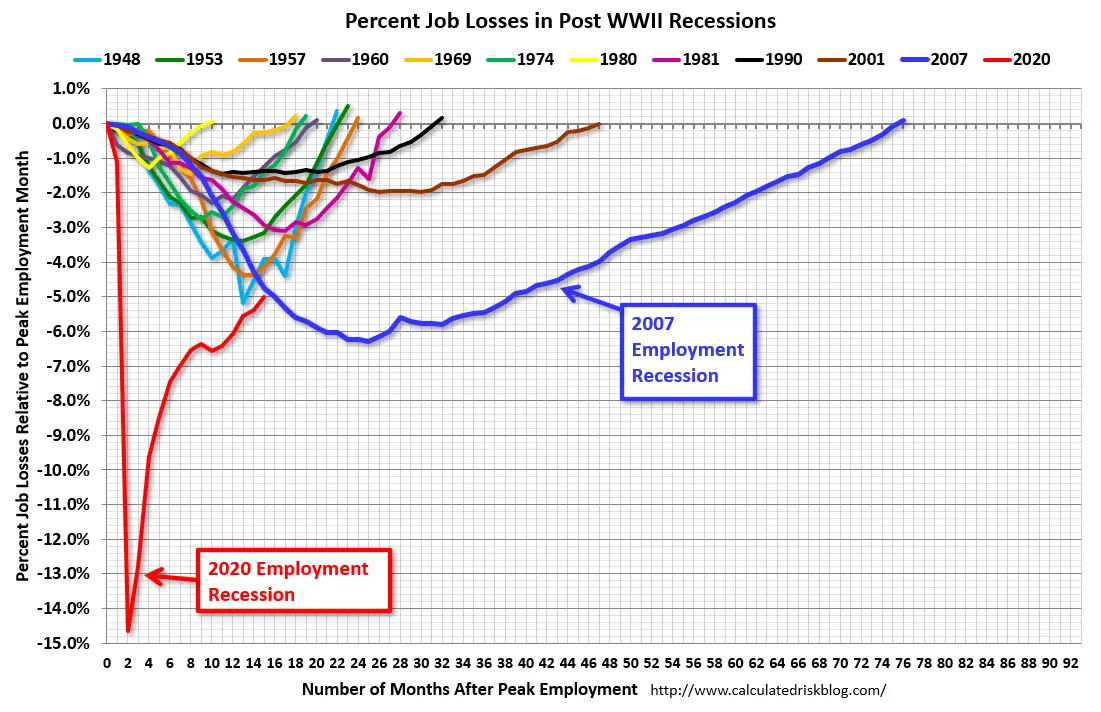 Percent Job Losses in Post WWII Recessions
1948 1953 1957 1960 1969 1974 1980 1981 1990 2001 2007 2020
Percent Job Losses Relative to Peak Employment Month
1.0%
0.0%
-1.0%
-2.0%
-3.0%
-4.0%
-5.0%
-6.0%
-7.0%
-8.0%
-9.0%
-10.0%
-11.0%
-12.0%
-13.0%
-14.0%
-15.0%
2007
Employment
Recession
2020 Employment
Recession
0 2 4 6 8 10 12 14 16 18 20 22 24 26 28 30 32 34 36 38 40 42 44 46 48 50 52 54 56 58 60 62 64 66 68 70 72 74 76 78 80 82 84 86 88 90 92
Number of Months After Peak Employment http://www.calculatedriskblog.com/